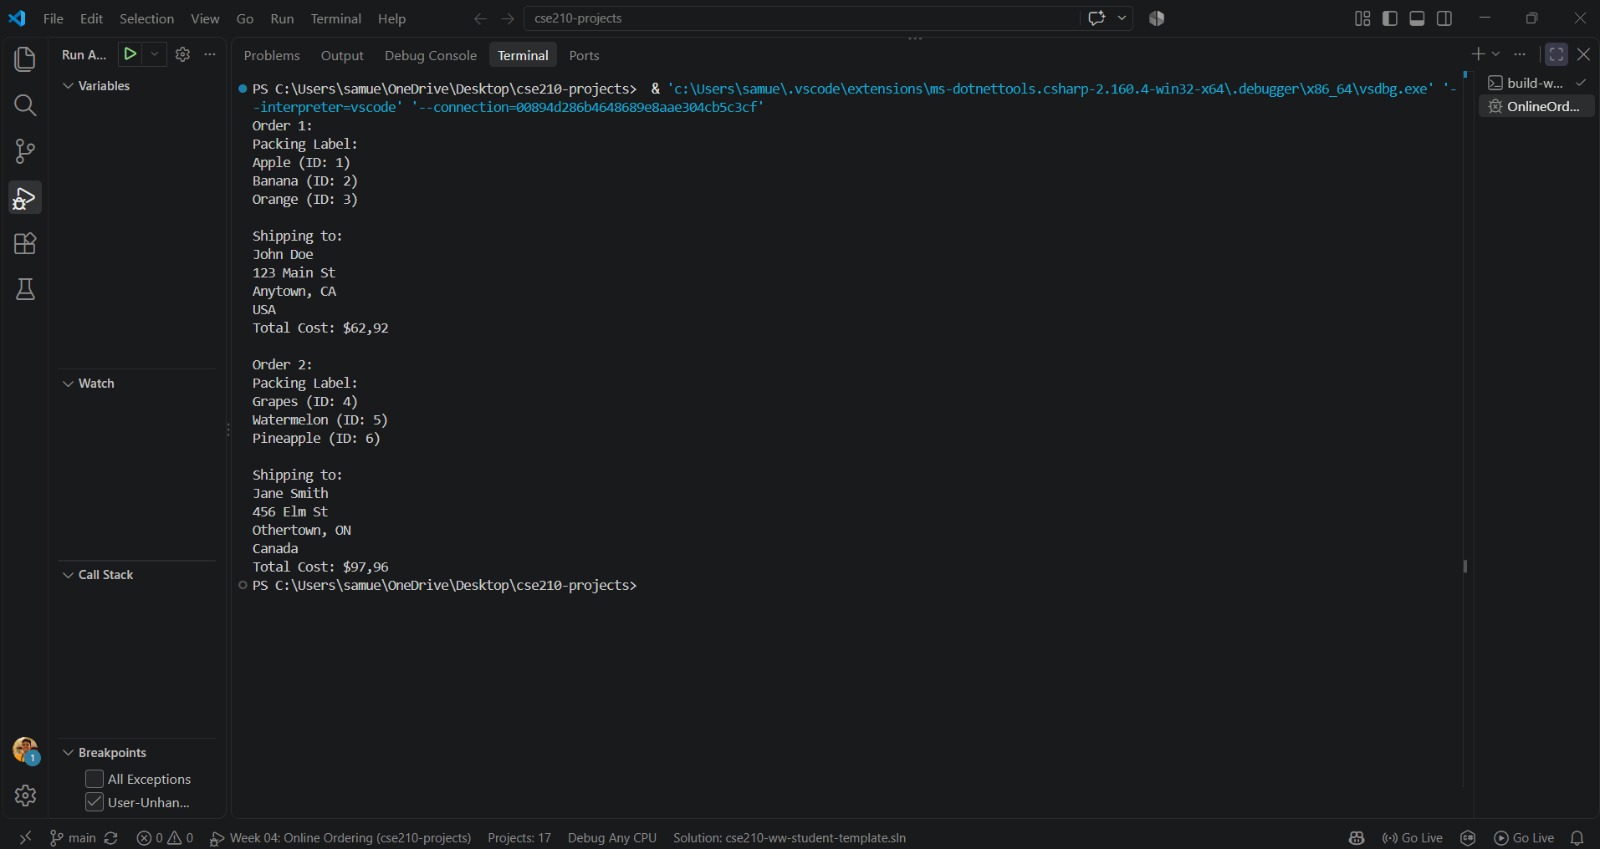 File Edit Selection View Go Run Terminal Help
cse210-projects
Run A...
Problems Output Debug Console Terminal Ports
Variables
PS C:\Users\samue\OneDrive\Desktop\cse210-projects>  & 'c:\Users\samue\.vscode\extensions\ms-dotnettools.csharp-2.160.4-win32-x64\.debugger\x86_64\vsdbg.exe' '-
-interpreter=vscode' '--connection=00894d286b4648689e8aae304cb5c3cf'
Order 1:
Packing Label:
Apple (ID: 1)
Banana (ID: 2)
Orange (ID: 3)
Shipping to:
John Doe
123 Main St
Anytown, CA
USA
Total Cost: $62,92
Order 2:
Packing Label:
Grapes (ID: 4)
Watermelon (ID: 5)
Pineapple (ID: 6)
Shipping to:
Jane Smith
456 Elm St
Othertown, ON
Canada
Total Cost: $97,96
PS C:\Users\samue\OneDrive\Desktop\cse210-projects>
build-w...
OnlineOrd...
Watch
Call Stack
Breakpoints
All Exceptions
User-Unhan...
1
main 0 0 Week 04: Online Ordering (cse210-projects) Projects: 17 Debug Any CPU Solution: cse210-ww-student-template.sln Go Live Go Live